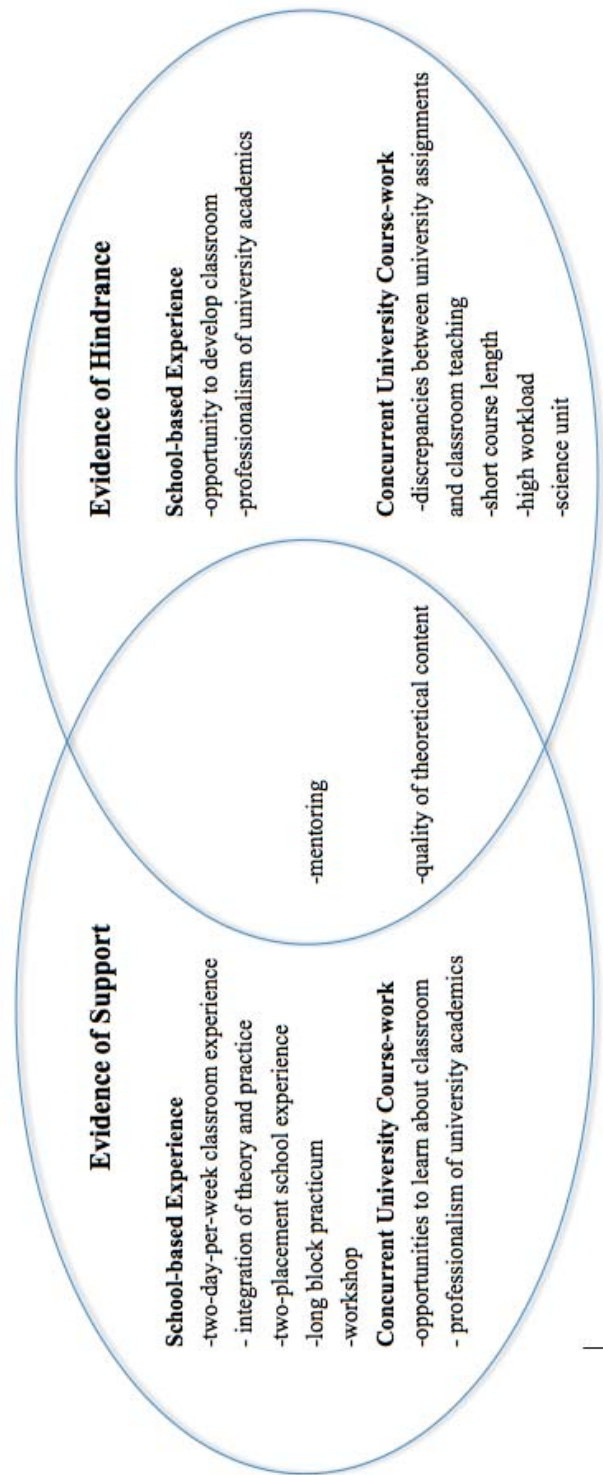 Evidence of Support
School-based Experience
-two-day-per-week classroom experience
- integration of theory and practice
-two-placement school experience
-long block practicum
-workshop
Concurrent University Course-work
-opportunities to learn about classroom
- professionalism of university academics
-mentoring
-quality of theoretical content
Evidence of Hindrance
School-based Experience
-opportunity to develop classroom
-professionalism of university academics
Concurrent University Course-work
-discrepancies between university assignments
and classroom teaching
-short course length
-high workload
-science unit